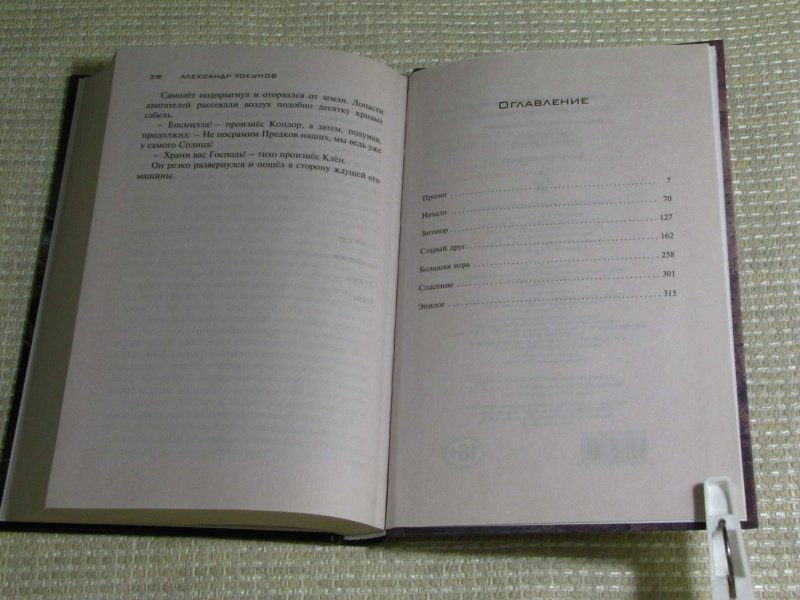 318 АЛЕКСАНДР ТОКУНОВ
Самолёт подпрыгнул и оторвался от земли. Лопасти
двигателей рассекали воздух подобно десятку кривых
сабель.
– Бисмилля! – произнёс Кондор, а затем, подумав,
продолжил: – Не посрамим Предков наших, мы ведь уже
у самого Солнца!
– Храни вас Господь! – тихо произнёс Клён.
Он резко развернулся и пошёл в сторону ждущей его
машины.
ОГЛАВЛЕНИЕ
Пролог 7
Начало 70
Заговор 127
Старый друг 162
Большая игра 258
Спасение 301
Эпилог 315
16+